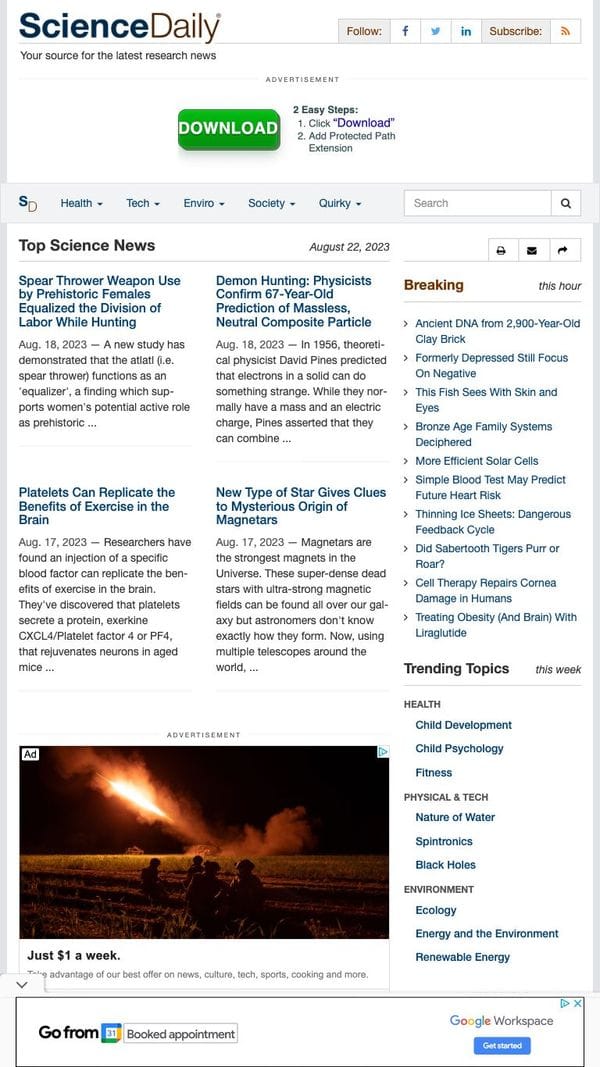 ScienceDaily®
Your source for the latest research news
Follow:
Subscribe:
ADVERTISEMENT
DOWNLOAD
2 Easy Steps:
1. Click “Download”
2. Add Protected Path
Extension
SD
Health
Tech
Enviro
Society
Quirky
Search
Top Science News
August 22, 2023
Spear Thrower Weapon Use
by Prehistoric Females
Equalized the Division of
Labor While Hunting
Aug. 18, 2023 — A new study has
demonstrated that the atlatl (i.e.
spear thrower) functions as an
'equalizer', a finding which sup-
ports women's potential active role
as prehistoric ...
Demon Hunting: Physicists
Confirm 67-Year-Old
Prediction of Massless,
Neutral Composite Particle
Aug. 18, 2023 — In 1956, theoreti-
cal physicist David Pines predicted
that electrons in a solid can do
something strange. While they nor-
mally have a mass and an electric
charge, Pines asserted that they
can combine ...
Platelets Can Replicate the
Benefits of Exercise in the
Brain
Aug. 17, 2023 — Researchers have
found an injection of a specific
blood factor can replicate the ben-
efits of exercise in the brain.
They've discovered that platelets
secrete a protein, exerkine
CXCL4/Platelet factor 4 or PF4,
that rejuvenates neurons in aged
mice ...
New Type of Star Gives Clues
to Mysterious Origin of
Magnetars
Aug. 17, 2023 — Magnetars are
the strongest magnets in the
Universe. These super-dense dead
stars with ultra-strong magnetic
fields can be found all over our gal-
axy but astronomers don't know
exactly how they form. Now, using
multiple telescopes around the
world, ...
Breaking
this hour
Ancient DNA from 2,900-Year-Old
Clay Brick
Formerly Depressed Still Focus
On Negative
This Fish Sees With Skin and
Eyes
Bronze Age Family Systems
Deciphered
More Efficient Solar Cells
Simple Blood Test May Predict
Future Heart Risk
Thinning Ice Sheets: Dangerous
Feedback Cycle
Did Sabertooth Tigers Purr or
Roar?
Cell Therapy Repairs Cornea
Damage in Humans
Treating Obesity (And Brain) With
Liraglutide
Trending Topics
this week
HEALTH
Child Development
Child Psychology
Fitness
PHYSICAL & TECH
Nature of Water
Spintronics
Black Holes
ENVIRONMENT
Ecology
Energy and the Environment
Renewable Energy
ADVERTISEMENT
Ad
Just $1 a week.
Take advantage of our best offer on news, culture, tech, sports, cooking and more.
Go from 31 Booked appointment
Google Workspace
Get started